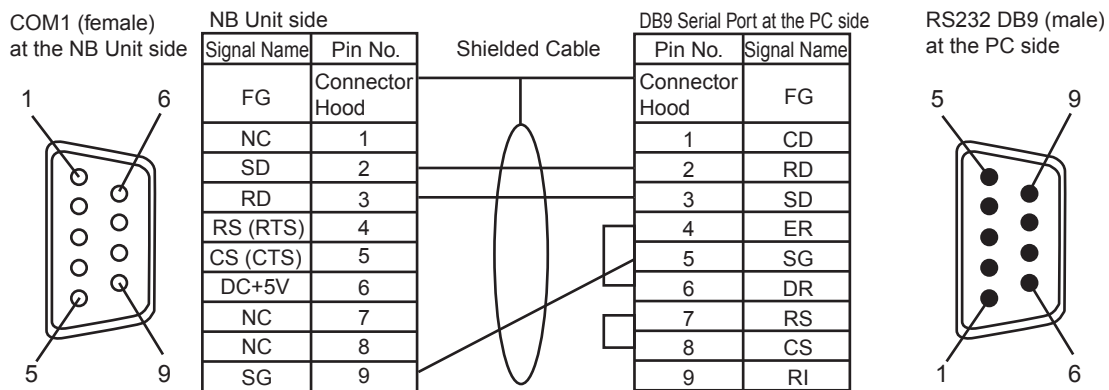 COM1 (female)
at the NB Unit side
1 6
5 9
NB Unit side
Signal Name Pin No.
FG Connector Hood
NC 1
SD 2
RD 3
RS (RTS) 4
CS (CTS) 5
DC+5V 6
NC 7
NC 8
SG 9
Shielded Cable
DB9 Serial Port at the PC side
Pin No. Signal Name
Connector Hood FG
1 CD
2 RD
3 SD
4 ER
5 SG
6 DR
7 RS
8 CS
9 RI
RS232 DB9 (male)
at the PC side
5 9
1 6